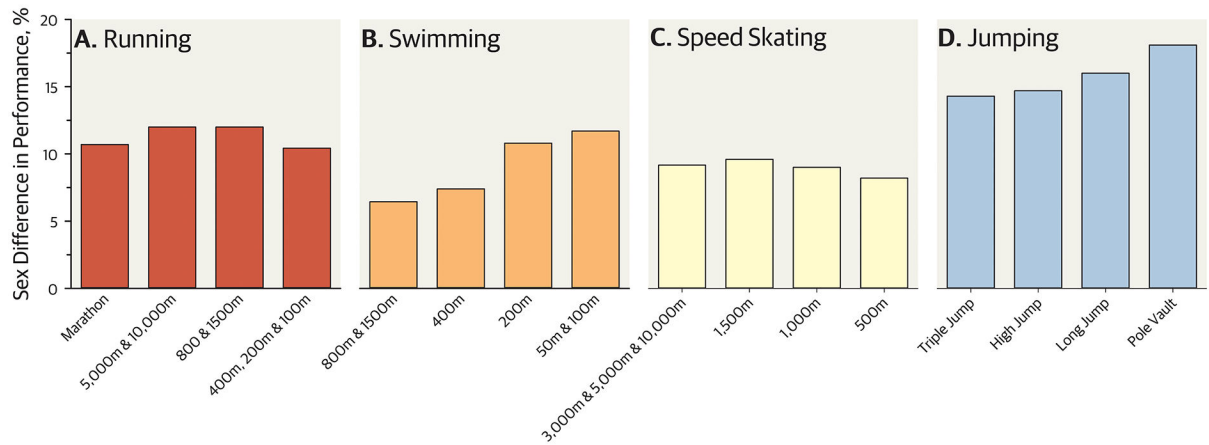 Sex Difference in Performance, %
20
15
10
5
0
A. Running
Marathon
5,000m & 10,000m
800 & 1500m
400m, 200m & 100m
B. Swimming
800m & 1500m
400m
200m
50m & 100m
C. Speed Skating
3,000m & 5,000m & 10,000m
1,500m
1,000m
500m
D. Jumping
Triple Jump
High Jump
Long Jump
Pole Vault